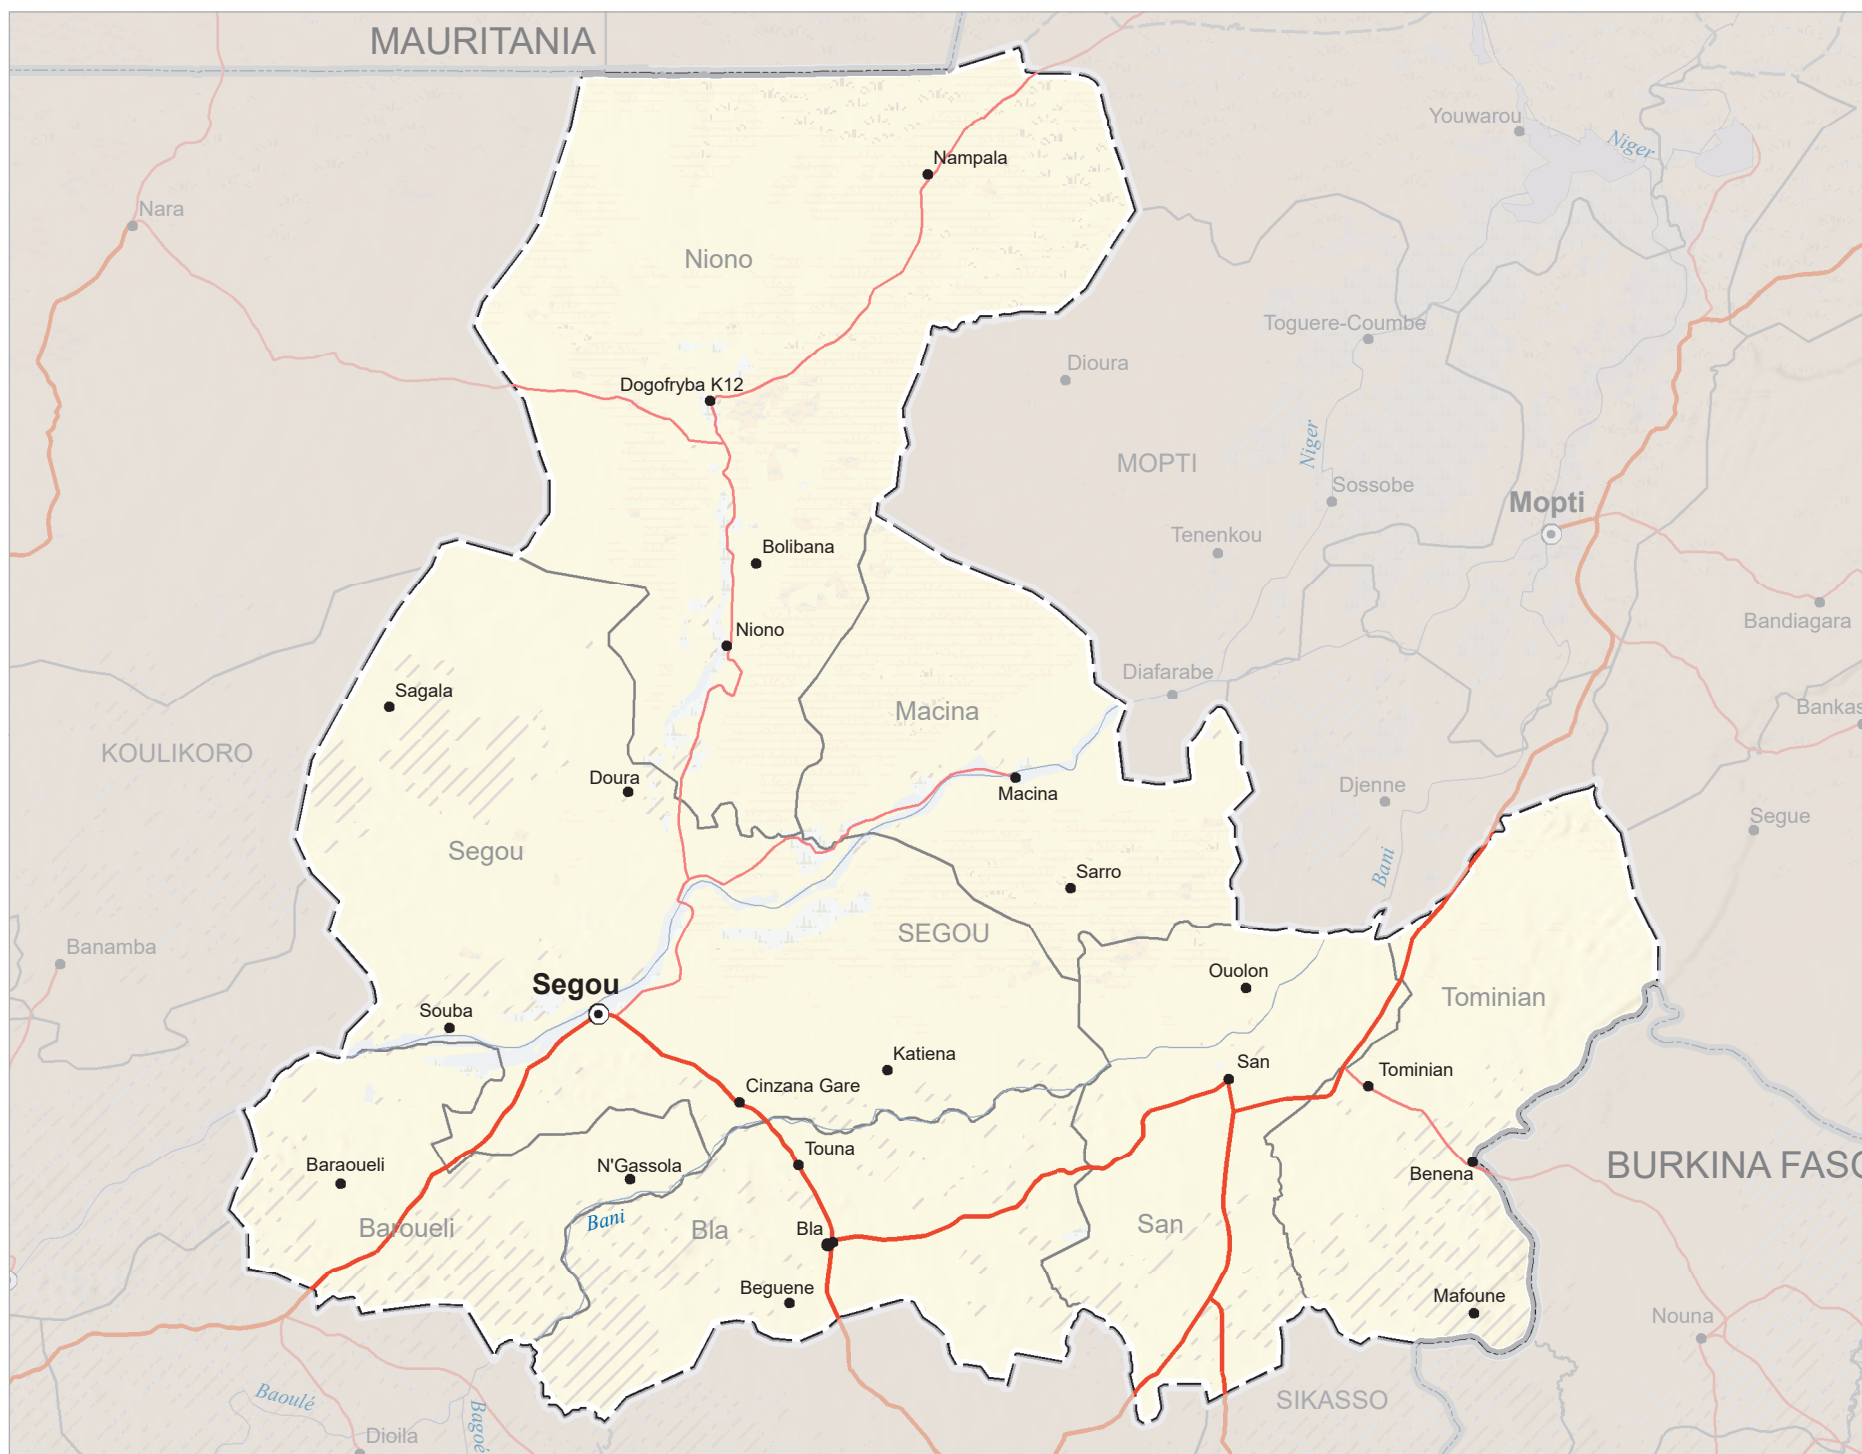 MAURITANIA
Youwarou
Niger
Nampala
Nara
Niono
Toguere-Coumbe
Dioura
Dogofryba K12
Niger
MOPTI
Sossobe
Mopti
Tenenkou
Bolibana
Bandiagara
Niono
Diafarabe
Sagala
Macina
Bankas
KOULIKORO
Doura
Macina
Djenne
Segue
Segou
Bani
Sarro
SEGOU
Banamba
Ouolon
Segou
Tominian
Souba
Katiena
San
Tominian
Cinzana Gare
Touna
Baraoueli
N'Gassola
Benena
BURKINA FASO
Bani
San
Baroueli
Bla
Bla
Beguene
Mafoune
Nouna
Baoulé
SIKASSO
Bagoé
Dioila